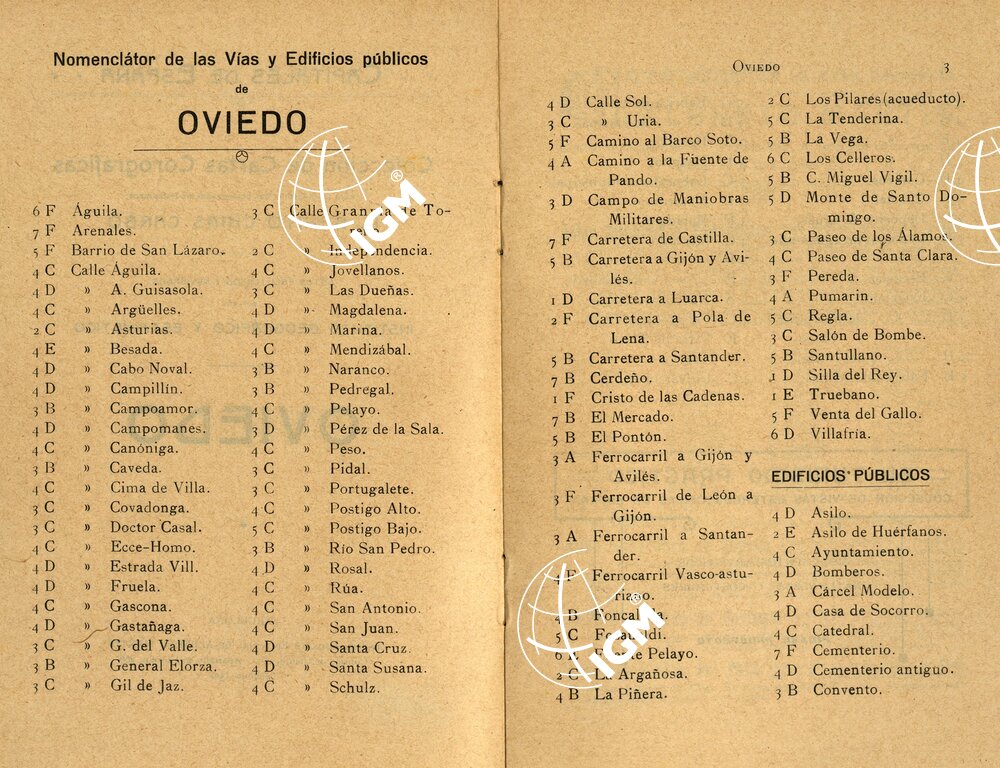 Nomenclátor de las Vías y Edificios públicos
de
OVIEDO
6 F Águila.
7 F Arenales.
5 F Barrio de San Lázaro.
4 C Calle Águila.
4 D » A. Guisasola.
4 C » Argüelles.
2 C » Asturias.
4 E » Besada.
4 D » Cabo Noval.
4 D » Campillín.
3 B » Campoamor.
4 D » Campomanes.
4 C » Canóniga.
3 B » Caveda.
4 C » Cima de Villa.
3 C » Covadonga.
3 C » Doctor Casal.
4 C » Ecce-Homo.
4 D » Estrada Vill.
4 D » Fruela.
4 C » Gascona.
4 D » Gastañaga.
3 C » G. del Valle.
3 B » General Elorza.
3 C » Gil de Jaz.
3 C Calle Granja de To-
reno.
2 C » Independencia.
4 C » Jovellanos.
3 C » Las Dueñas.
4 D » Magdalena.
4 D » Marina.
4 C » Mendizábal.
3 B » Naranco.
3 B » Pedregal.
4 C » Pelayo.
3 D » Pérez de la Sala.
4 C » Peso.
3 C » Pidal.
3 C » Portugalete.
4 C » Postigo Alto.
5 C » Postigo Bajo.
3 B » Río San Pedro.
4 D » Rosal.
4 C » Rúa.
4 C » San Antonio.
4 C » San Juan.
4 D » Santa Cruz.
4 D » Santa Susana.
4 C » Schulz.
IGM®
OVIEDO 3
4 D Calle Sol.
3 C » Uria.
5 F Camino al Barco Soto.
4 A Camino a la Fuente de
Pando.
3 D Campo de Maniobras
Militares.
7 F Carretera de Castilla.
5 B Carretera a Gijón y Avi-
lés.
1 D Carretera a Luarca.
2 F Carretera a Pola de
Lena.
5 B Carretera a Santander.
7 B Cerdeño.
1 F Cristo de las Cadenas.
7 B El Mercado.
5 B El Pontón.
3 A Ferrocarril a Gijón y
Avilés.
3 F Ferrocarril de León a
Gijón.
3 A Ferrocarril a Santan-
der.
F Ferrocarril Vasco-astu-
riano.
4 B
5 C
6 Pelayo.
2 C La Argañosa.
4 B La Piñera.
2 C Los Pilares (acueducto).
5 C La Tenderina.
5 B La Vega.
6 C Los Celleros.
5 B C. Miguel Vigil.
5 D Monte de Santo Do-
mingo.
3 C Paseo de los Álamos.
4 C Paseo de Santa Clara.
3 F Pereda.
4 A Pumarin.
5 C Regla.
3 C Salón de Bombe.
5 B Santullano.
1 D Silla del Rey.
1 E Truebano.
5 F Venta del Gallo.
6 D Villafría.
EDIFICIOS PÚBLICOS
4 D Asilo.
2 E Asilo de Huérfanos.
4 C Ayuntamiento.
4 D Bomberos.
3 A Cárcel Modelo.
4 D Casa de Socorro.
4 C Catedral.
7 F Cementerio.
4 D Cementerio antiguo.
3 B Convento.
IGM®